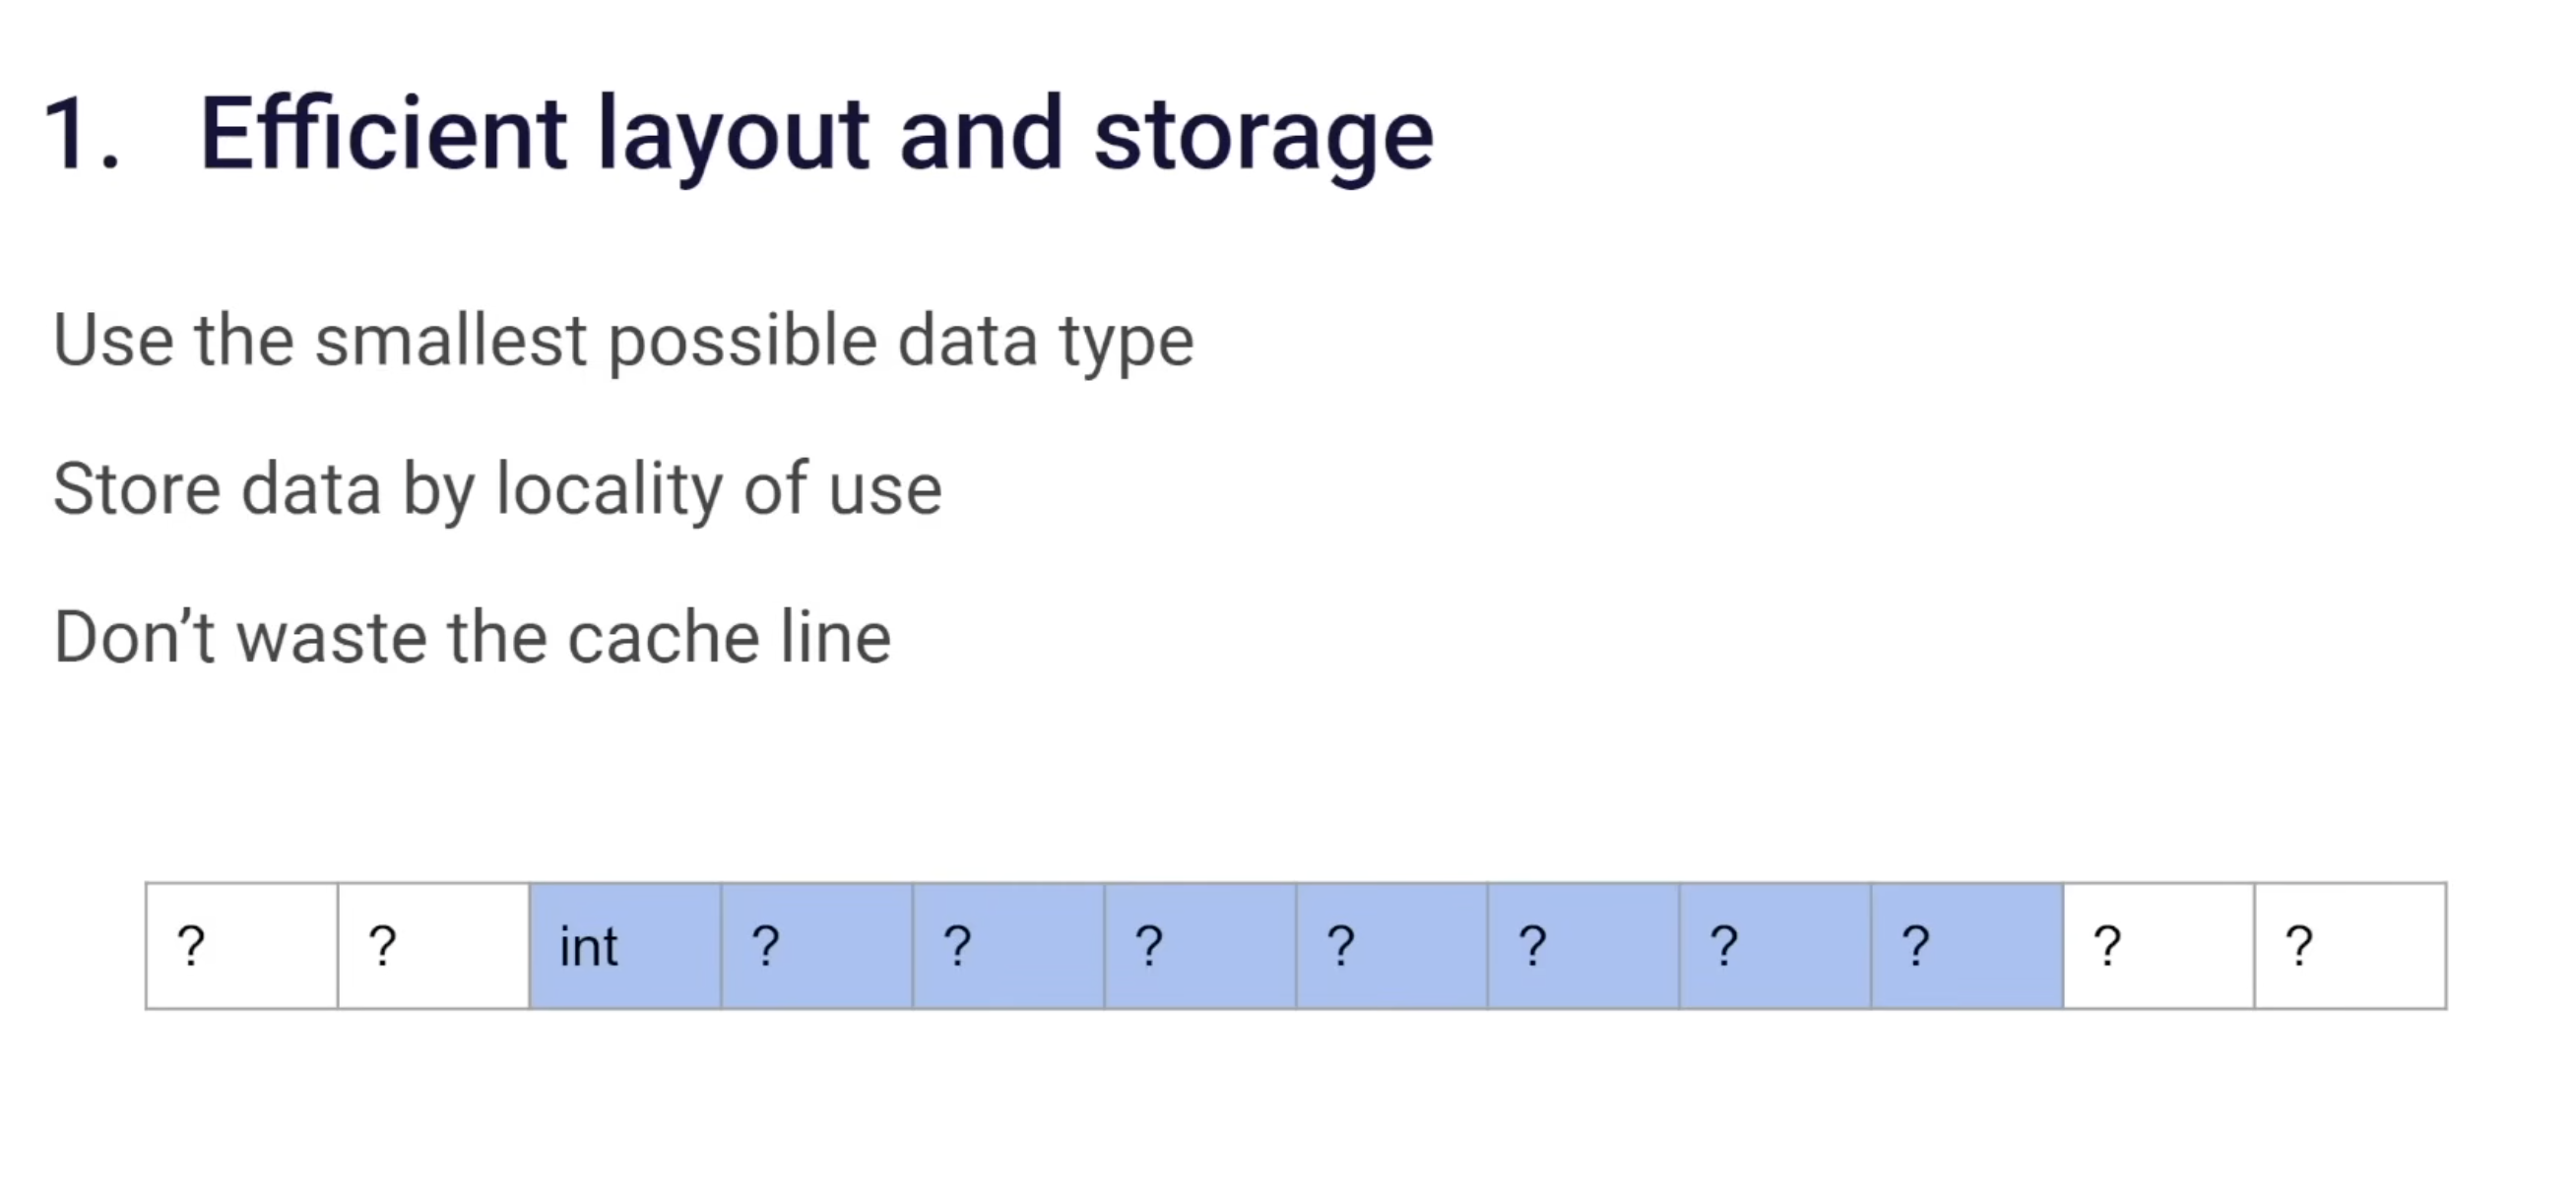 1. Efficient layout and storage
Use the smallest possible data type
Store data by locality of use
Don’t waste the cache line
? ? int ? ? ? ? ? ? ? ? ?